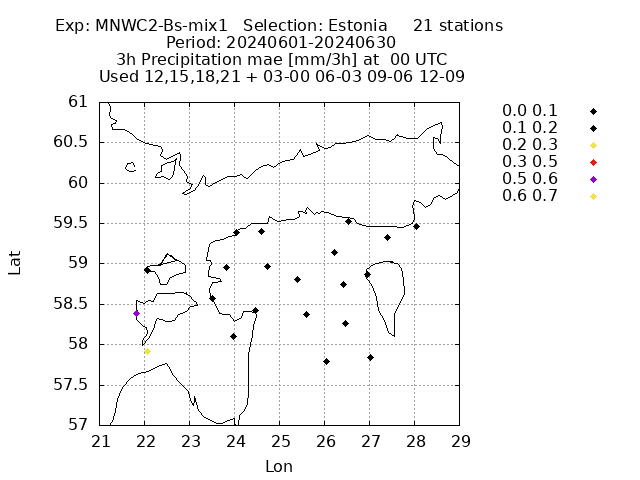 Exp: MNWC2-Bs-mix1 Selection: Estonia 21 stations
Period: 20240601-20240630
3h Precipitation mae [mm/3h] at 00 UTC
Used 12,15,18,21 + 03-00 06-03 09-06 12-09
0.0 0.1
0.1 0.2
0.2 0.3
0.3 0.5
0.5 0.6
0.6 0.7
61
60.5
60
59.5
59
58.5
58
57.5
57
Lat
21 22 23 24 25 26 27 28 29
Lon